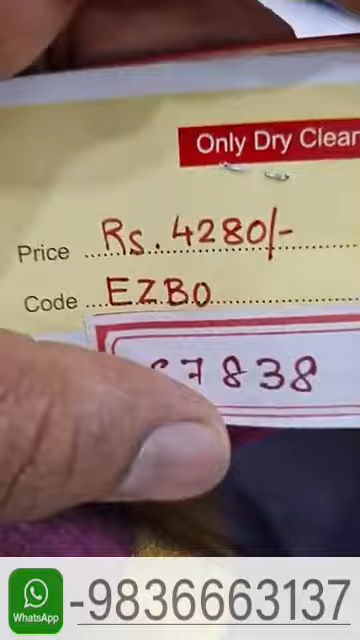 Only Dry Clean
Price Rs. 4280/-
Code EZBO
7838
WhatsApp
-9836663137